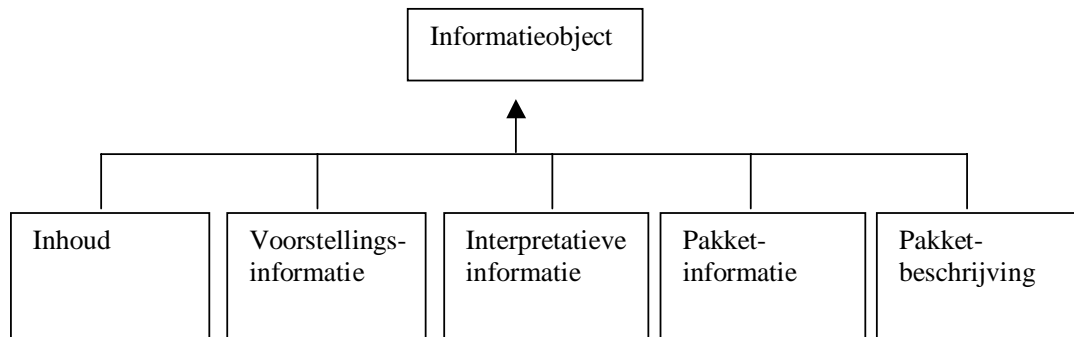 Informatieobject
Inhoud
Voorstellings-
informatie
Interpretatieve
informatie
Pakket-
informatie
Pakket-
beschrijving